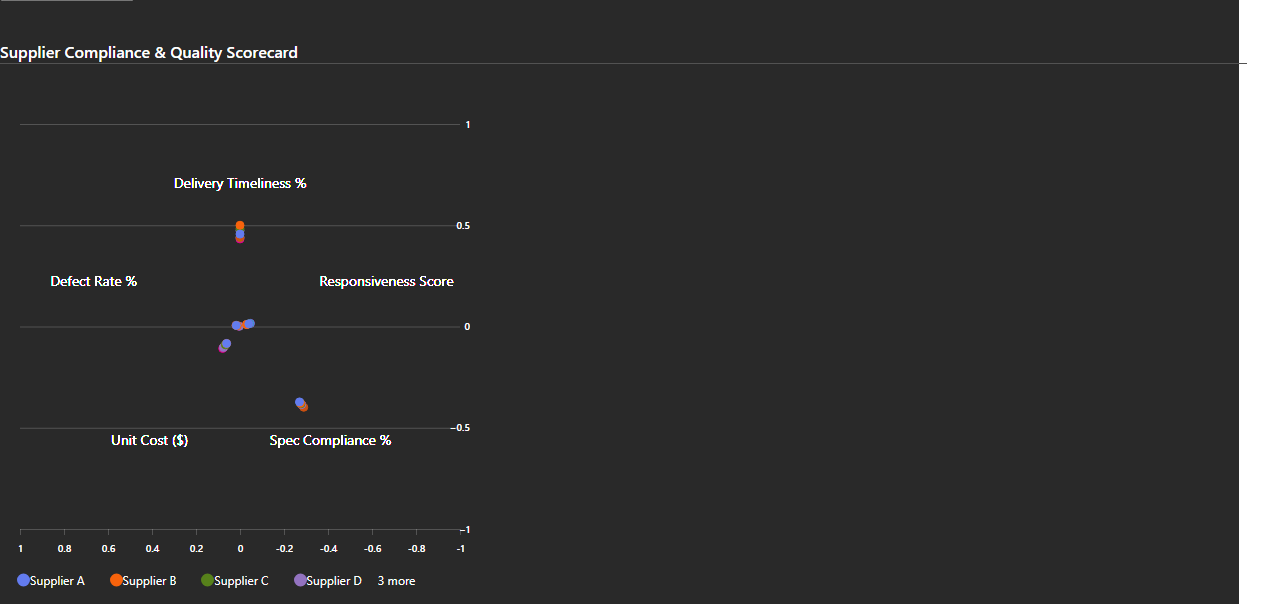 Supplier Compliance & Quality Scorecard
1
Delivery Timeliness %
0.5
Defect Rate %
Responsiveness Score
0
−0.5
Unit Cost ($)
Spec Compliance %
−1
1 0.8 0.6 0.4 0.2 0 -0.2 -0.4 -0.6 -0.8 -1
Supplier A Supplier B Supplier C Supplier D 3 more